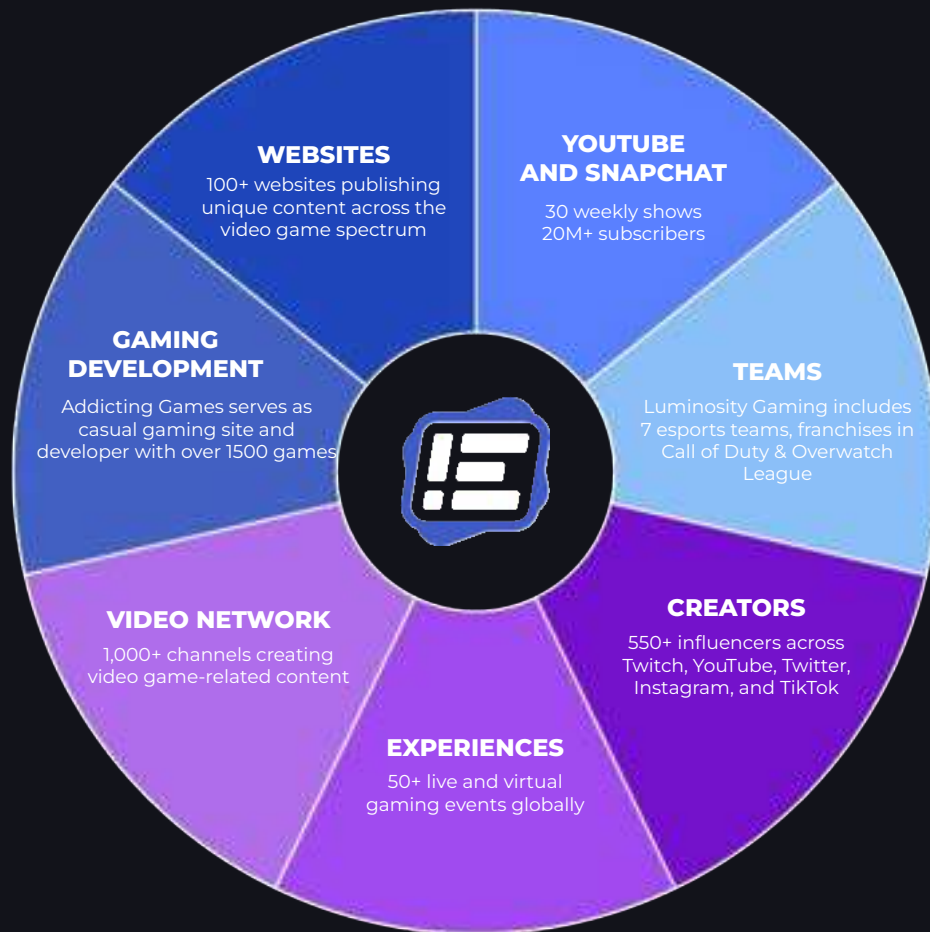 WEBSITES
100+ websites publishing
unique content across the
video game spectrum
YOUTUBE
AND SNAPCHAT
30 weekly shows
20M+ subscribers
TEAMS
Luminosity Gaming includes
7 esports teams, franchises in
Call of Duty & Overwatch
League
CREATORS
550+ influencers across
Twitch, YouTube, Twitter,
Instagram, and TikTok
EXPERIENCES
50+ live and virtual
gaming events globally
VIDEO NETWORK
1,000+ channels creating
video game-related content
GAMING
DEVELOPMENT
Addicting Games serves as
casual gaming site and
developer with over 1500 games